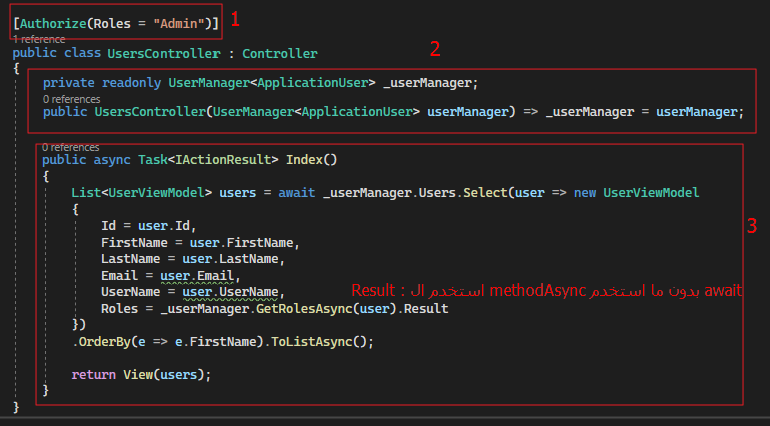 [Authorize(Roles = "Admin")]
1
1 reference
public class UsersController : Controller
2
{
private readonly UserManager<ApplicationUser> _userManager;
0 references
public UsersController(UserManager<ApplicationUser> userManager) => _userManager = userManager;
0 references
public async Task<IActionResult> Index()
{
List<UserViewModel> users = await _userManager.Users.Select(user => new UserViewModel
{
Id = user.Id,
3
FirstName = user.FirstName,
LastName = user.LastName,
Email = user.Email,
UserName = user.UserName,
Result : استخدم ال methodAsync بدون ما استخدم await
Roles = _userManager.GetRolesAsync(user).Result
})
.OrderBy(e => e.FirstName).ToListAsync();
return View(users);
}
}